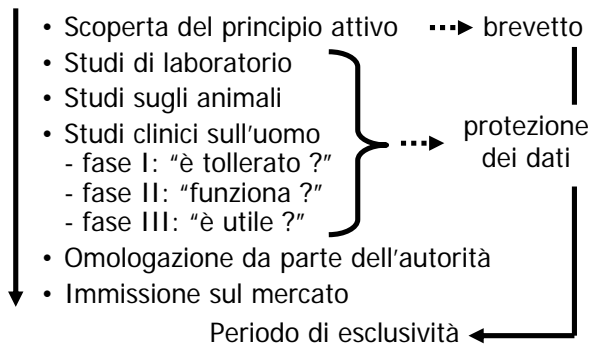 • Scoperta del principio attivo brevetto
• Studi di laboratorio
• Studi sugli animali
• Studi clinici sull'uomo
- fase I: “è tollerato ?”
- fase II: “funziona ?”
- fase III: “è utile ?”
protezione
dei dati
• Omologazione da parte dell'autorità
• Immissione sul mercato
Periodo di esclusività